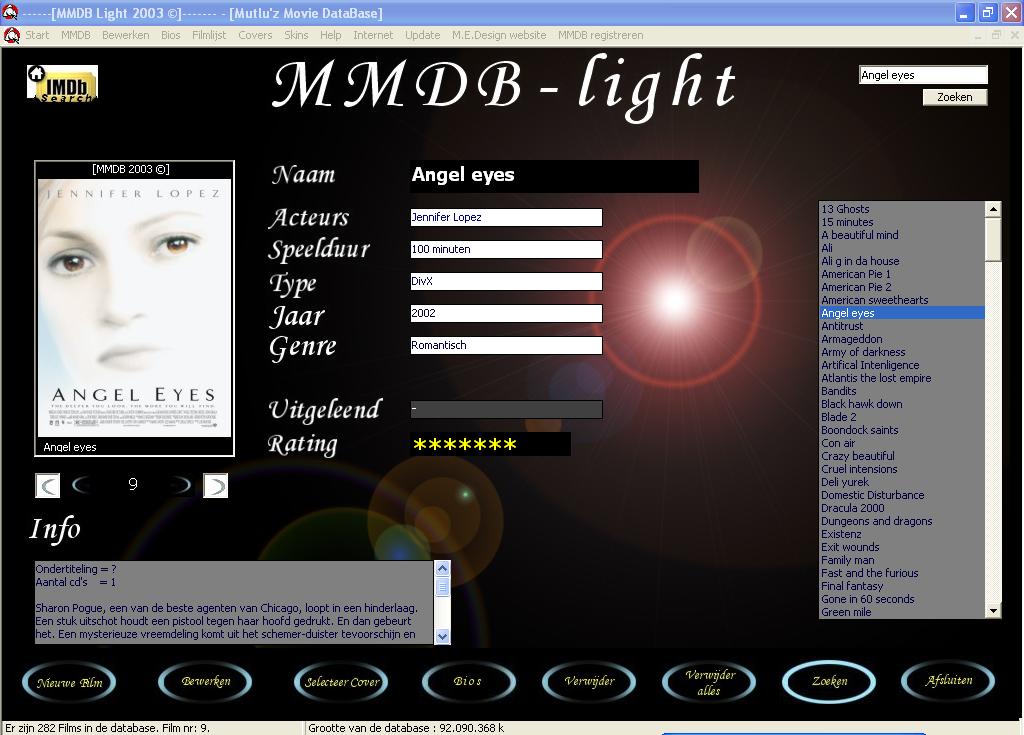 ------[MMDB Light 2003 ©]------- - [Mutlu'z Movie DataBase]
Start MMDB Bewerken Bios Filmlijst Covers Skins Help Internet Update M.E.Design website MMDB registreren
IMDb
Search
MMDB-light
Angel eyes
Zoeken
[MMDB 2003 ©]
JENNIFER LOPEZ
ANGEL EYES
THE DEEPER YOU LOOK, THE MORE YOU WILL FIND.
Angel eyes
9
Naam Angel eyes
Acteurs Jennifer Lopez
Speelduur 100 minuten
Type DivX
Jaar 2002
Genre Romantisch
Uitgeleend -
Rating *******
13 Ghosts
15 minutes
A beautiful mind
Ali
Ali g in da house
American Pie 1
American Pie 2
American sweethearts
Angel eyes
Antitrust
Armageddon
Army of darkness
Artifical Intenligence
Atlantis the lost empire
Bandits
Black hawk down
Blade 2
Boondock saints
Con air
Crazy beautiful
Cruel intensions
Deli yurek
Domestic Disturbance
Dracula 2000
Dungeons and dragons
Existenz
Exit wounds
Family man
Fast and the furious
Final fantasy
Gone in 60 seconds
Green mile
Info
Ondertiteling = ?
Aantal cd's = 1
Sharon Pogue, een van de beste agenten van Chicago, loopt in een hinderlaag.
Een stuk uitschot houdt een pistool tegen haar hoofd gedrukt. En dan gebeurt
het. Een mysterieuze vreemdeling komt uit het schemer-duister tevoorschijn en
Nieuwe Film
Bewerken
Selecteer Cover
Bios
Verwijder
Verwijder
alles
Zoeken
Afsluiten
Er zijn 282 Films in de database. Film nr: 9.
Grootte van de database : 92.090.368 k